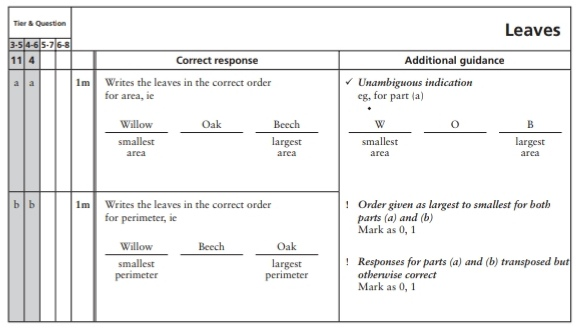 Tier & Question
Leaves
3-5 4-6 5-7 6-8
11 4
Correct response
Additional guidance
a a
1m
Writes the leaves in the correct order
for area, ie
Willow Oak Beech
smallest largest
area area
✓ Unambiguous indication
eg, for part (a)
W O B
smallest largest
area area
b b
1m
Writes the leaves in the correct order
for perimeter, ie
Willow Beech Oak
smallest largest
perimeter perimeter
! Order given as largest to smallest for both
parts (a) and (b)
Mark as 0, 1
! Responses for parts (a) and (b) transposed but
otherwise correct
Mark as 0, 1